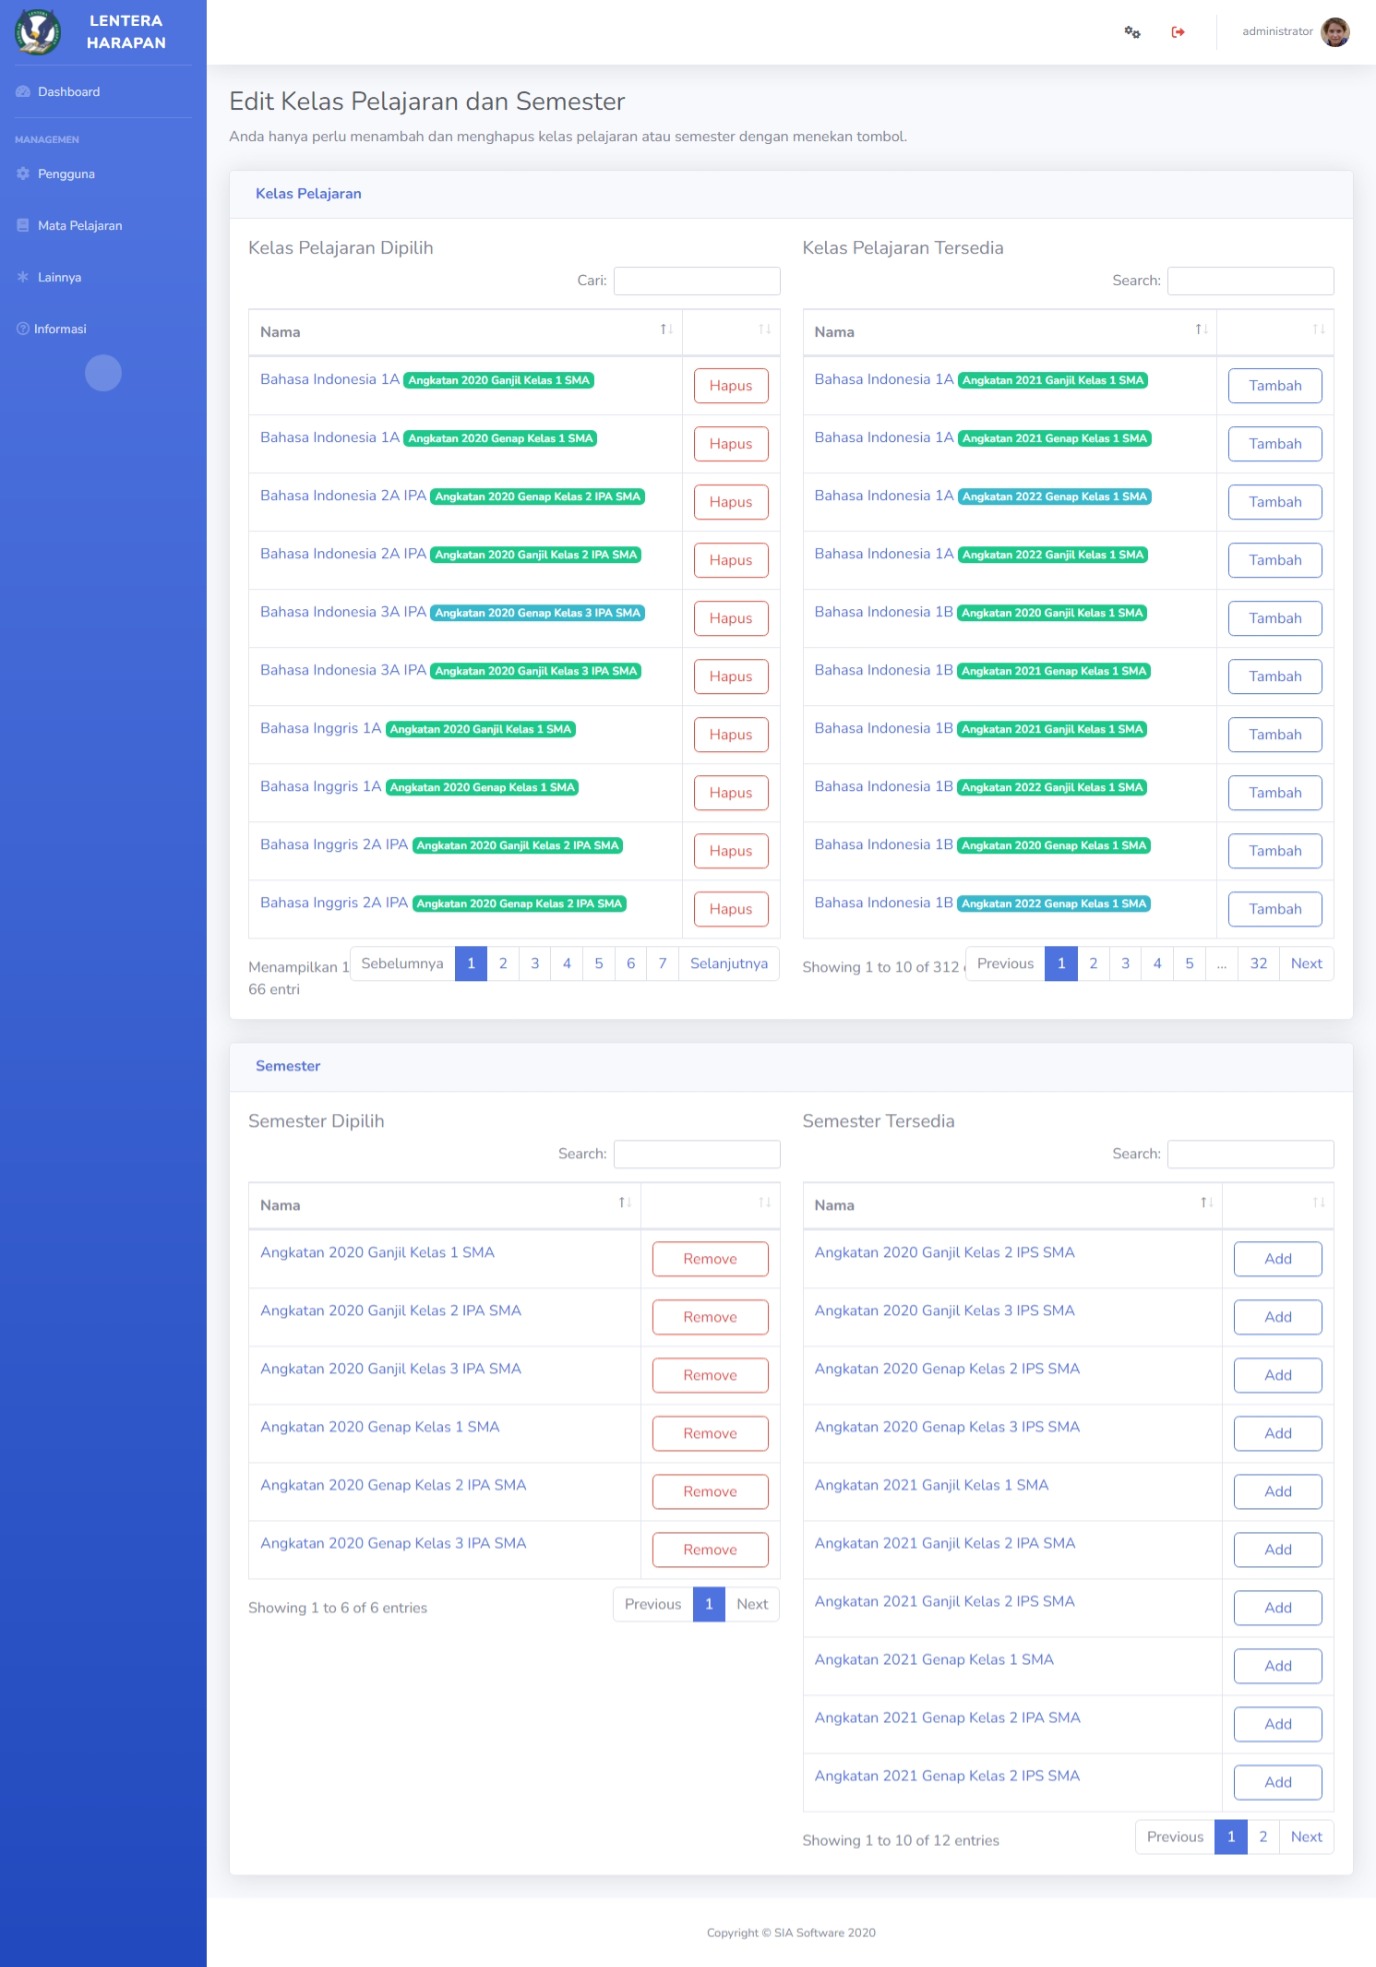 LENTERA
HARAPAN
administrator
Dashboard
MANAGEMEN
Pengguna
Mata Pelajaran
Lainnya
Informasi
Edit Kelas Pelajaran dan Semester
Anda hanya perlu menambah dan menghapus kelas pelajaran atau semester dengan menekan tombol.
Kelas Pelajaran
Kelas Pelajaran Dipilih
Cari:
Nama
Bahasa Indonesia 1A Angkatan 2020 Ganjil Kelas 1 SMA Hapus
Bahasa Indonesia 1A Angkatan 2020 Genap Kelas 1 SMA Hapus
Bahasa Indonesia 2A IPA Angkatan 2020 Genap Kelas 2 IPA SMA Hapus
Bahasa Indonesia 2A IPA Angkatan 2020 Ganjil Kelas 2 IPA SMA Hapus
Bahasa Indonesia 3A IPA Angkatan 2020 Genap Kelas 3 IPA SMA Hapus
Bahasa Indonesia 3A IPA Angkatan 2020 Ganjil Kelas 3 IPA SMA Hapus
Bahasa Inggris 1A Angkatan 2020 Ganjil Kelas 1 SMA Hapus
Bahasa Inggris 1A Angkatan 2020 Genap Kelas 1 SMA Hapus
Bahasa Inggris 2A IPA Angkatan 2020 Ganjil Kelas 2 IPA SMA Hapus
Bahasa Inggris 2A IPA Angkatan 2020 Genap Kelas 2 IPA SMA Hapus
Menampilkan 1
66 entri
Sebelumnya 1 2 3 4 5 6 7 Selanjutnya
Kelas Pelajaran Tersedia
Search:
Nama
Bahasa Indonesia 1A Angkatan 2021 Ganjil Kelas 1 SMA Tambah
Bahasa Indonesia 1A Angkatan 2021 Genap Kelas 1 SMA Tambah
Bahasa Indonesia 1A Angkatan 2022 Genap Kelas 1 SMA Tambah
Bahasa Indonesia 1A Angkatan 2022 Ganjil Kelas 1 SMA Tambah
Bahasa Indonesia 1B Angkatan 2020 Ganjil Kelas 1 SMA Tambah
Bahasa Indonesia 1B Angkatan 2021 Genap Kelas 1 SMA Tambah
Bahasa Indonesia 1B Angkatan 2021 Ganjil Kelas 1 SMA Tambah
Bahasa Indonesia 1B Angkatan 2022 Ganjil Kelas 1 SMA Tambah
Bahasa Indonesia 1B Angkatan 2020 Genap Kelas 1 SMA Tambah
Bahasa Indonesia 1B Angkatan 2022 Genap Kelas 1 SMA Tambah
Showing 1 to 10 of 312
Previous 1 2 3 4 5 ... 32 Next
Semester
Semester Dipilih
Search:
Nama
Angkatan 2020 Ganjil Kelas 1 SMA Remove
Angkatan 2020 Ganjil Kelas 2 IPA SMA Remove
Angkatan 2020 Ganjil Kelas 3 IPA SMA Remove
Angkatan 2020 Genap Kelas 1 SMA Remove
Angkatan 2020 Genap Kelas 2 IPA SMA Remove
Angkatan 2020 Genap Kelas 3 IPA SMA Remove
Showing 1 to 6 of 6 entries
Previous 1 Next
Semester Tersedia
Search:
Nama
Angkatan 2020 Ganjil Kelas 2 IPS SMA Add
Angkatan 2020 Ganjil Kelas 3 IPS SMA Add
Angkatan 2020 Genap Kelas 2 IPS SMA Add
Angkatan 2020 Genap Kelas 3 IPS SMA Add
Angkatan 2021 Ganjil Kelas 1 SMA Add
Angkatan 2021 Ganjil Kelas 2 IPA SMA Add
Angkatan 2021 Ganjil Kelas 2 IPS SMA Add
Angkatan 2021 Genap Kelas 1 SMA Add
Angkatan 2021 Genap Kelas 2 IPA SMA Add
Angkatan 2021 Genap Kelas 2 IPS SMA Add
Showing 1 to 10 of 12 entries
Previous 1 2 Next
Copyright © SIA Software 2020